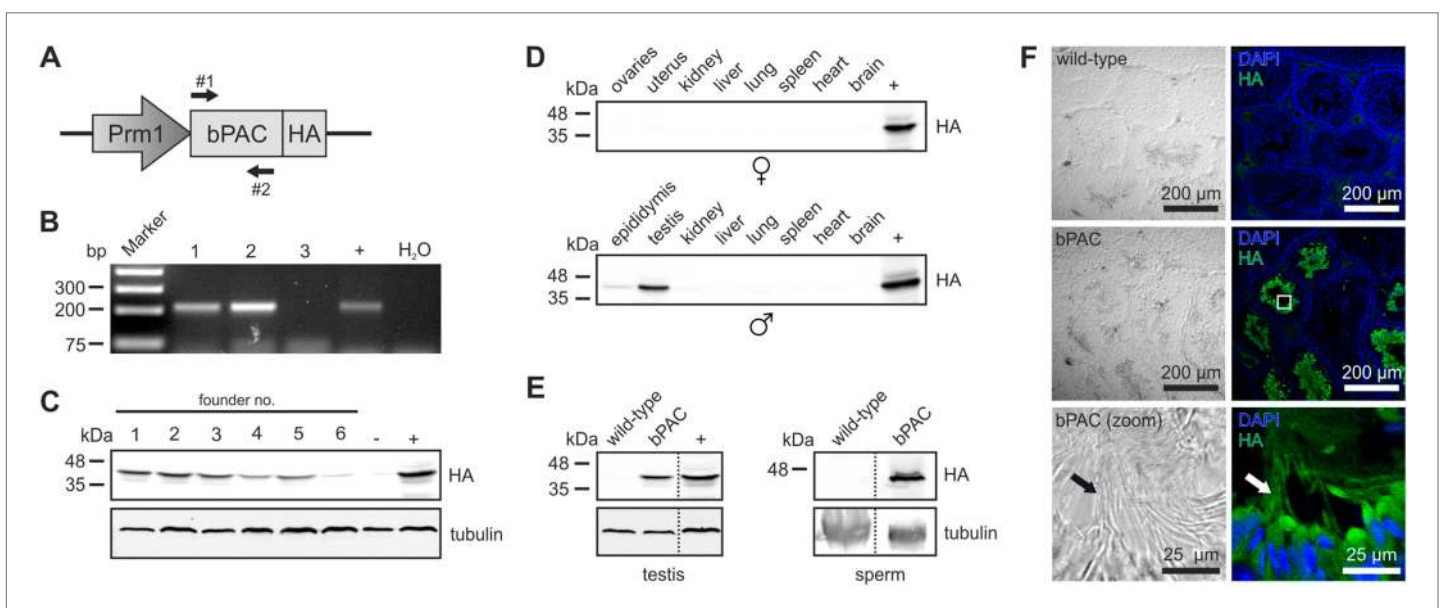 A
#1
Prm1 bPAC HA
#2
B
bp Marker 1 2 3 + H₂O
300
200
75
C
founder no.
kDa 1 2 3 4 5 6 - +
48
35
HA
tubulin
D
kDa ovaries uterus kidney liver lung spleen heart brain +
48
35
HA
♀
kDa epididymis testis kidney liver lung spleen heart brain +
48
35
HA
♂
E
kDa wild-type bPAC +
48
35
testis
kDa wild-type bPAC
48
HA
tubulin
sperm
F
wild-type
200 µm
DAPI
HA
200 µm
bPAC
200 µm
DAPI
HA
200 µm
bPAC (zoom)
25 µm
DAPI
HA
25 µm